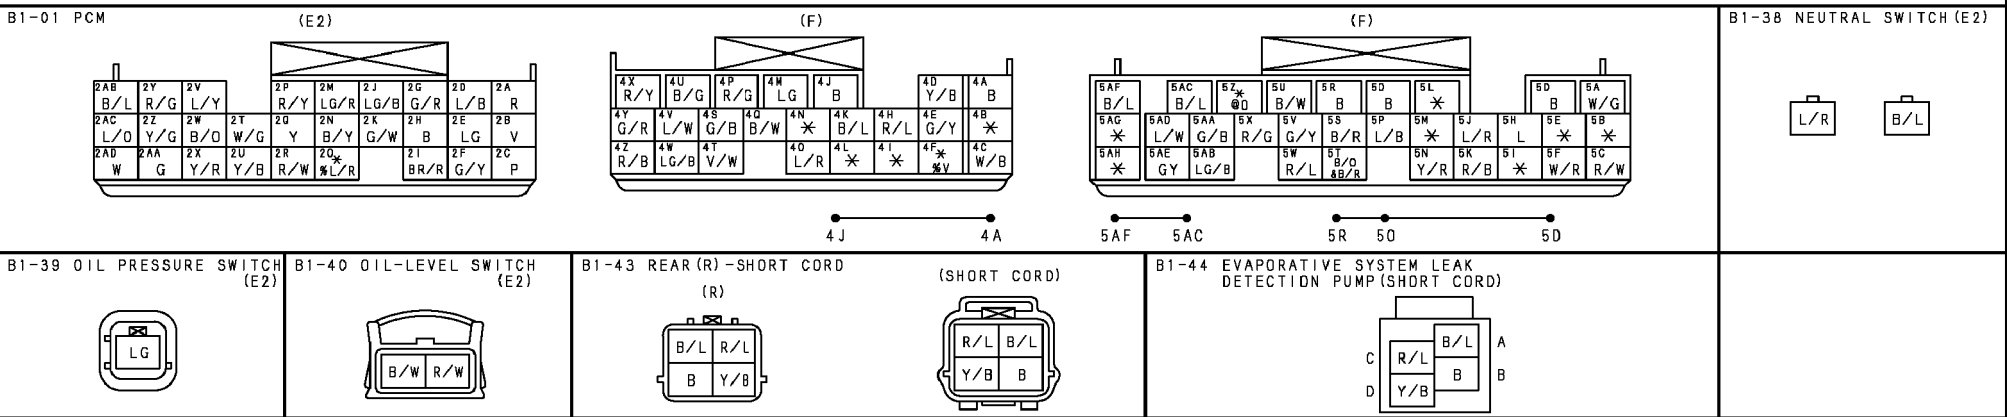 B1-01 PCM
(E2)
(F)
(F)
B1-38 NEUTRAL SWITCH (E2)
2AB 2Y 2V 2P 2M 2J 2G 2D 2A
B/L R/G L/Y R/Y LG/R LG/B G/R L/B R
2AC 2Z 2W 2T 2Q 2N 2K 2H 2E 2B
L/O Y/G B/O W/G Y B/Y G/W B LG V
2AD 2AA 2X 2U 2R 2O 2I 2F 2C
W G Y/R Y/B R/W *%L/R BR/R G/Y P
4X 4U 4P 4M 4J 4D 4A
R/Y B/G R/G LG B Y/B B
4Y 4V 4S 4Q 4N 4K 4H 4E 4B
G/R L/W G/B B/W * B/L R/L G/Y *
4Z 4W 4T 4O 4L 4I 4F 4C
R/B LG/B V/W L/R * * *%V W/B
4J 4A
5AF 5AC 5Z 5U 5R 5O 5L 5D 5A
B/L B/L *@O B/W B B * B W/G
5AG 5AD 5AA 5X 5V 5S 5P 5M 5J 5H 5E 5B
* L/W G/B R/G G/Y B/R L/B * L/R L * *
5AH 5AE 5AB 5W 5T 5N 5K 5I 5F 5C
* GY LG/B R/L B/O &B/R Y/R R/B * W/R R/W
5AF 5AC 5R 5O 5D
L/R B/L
B1-39 OIL PRESSURE SWITCH
(E2)
LG
B1-40 OIL-LEVEL SWITCH
(E2)
B/W R/W
B1-43 REAR (R)-SHORT CORD
(R)
B/L R/L
B Y/B
(SHORT CORD)
R/L B/L
Y/B B
B1-44 EVAPORATIVE SYSTEM LEAK
DETECTION PUMP (SHORT CORD)
B/L A
C R/L
B B
D Y/B